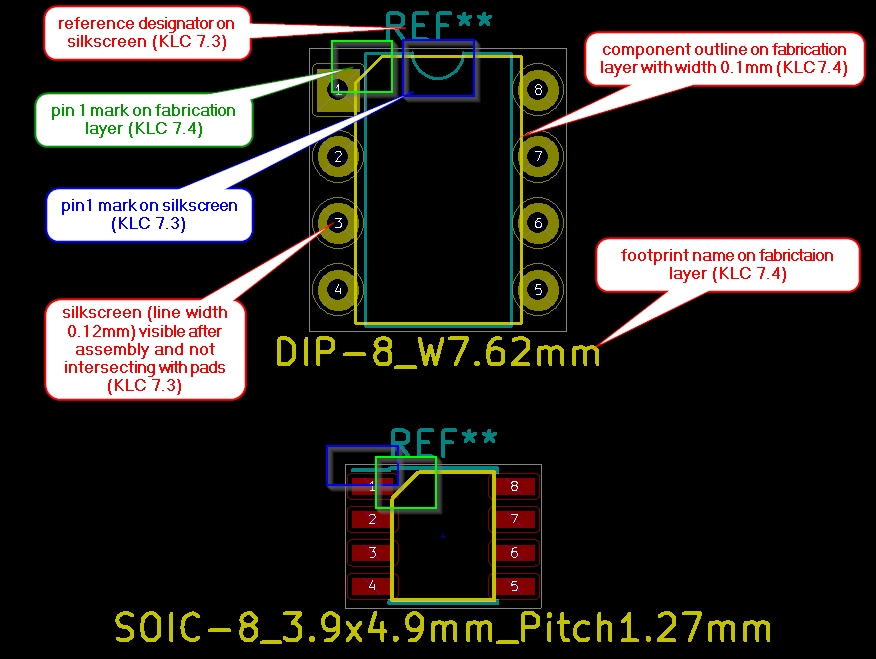 reference designator on
silkscreen (KLC 7.3)
REF**
component outline on fabrication
layer with width 0.1mm (KLC7.4)
pin 1 mark on fabrication
layer (KLC 7.4)
1
8
2
7
pin1 mark on silkscreen
(KLC 7.3)
3
6
footprint name on fabrictaion
layer (KLC 7.4)
4
5
silkscreen (line width
0.12mm) visible after
assembly and not
intersecting with pads
(KLC 7.3)
DIP-8_W7.62mm
REF**
1
8
2
7
3
6
4
5
SOIC-8_3.9x4.9mm_Pitch1.27mm